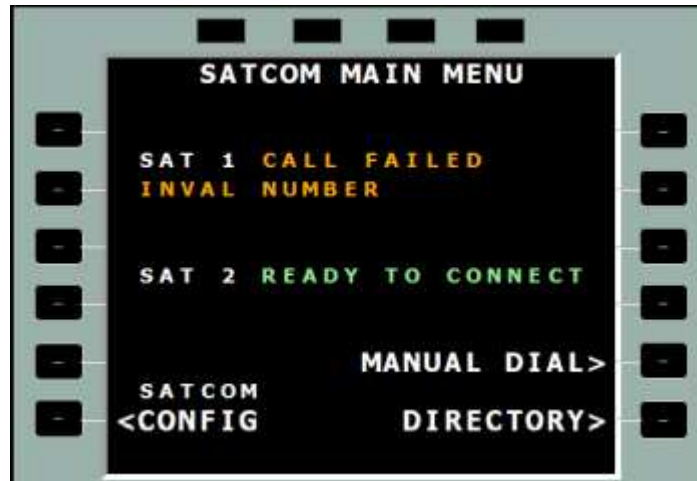 SATCOM MAIN MENU
SAT 1 CALL FAILED
INVAL NUMBER
SAT 2 READY TO CONNECT
MANUAL DIAL>
SATCOM
<CONFIG DIRECTORY>